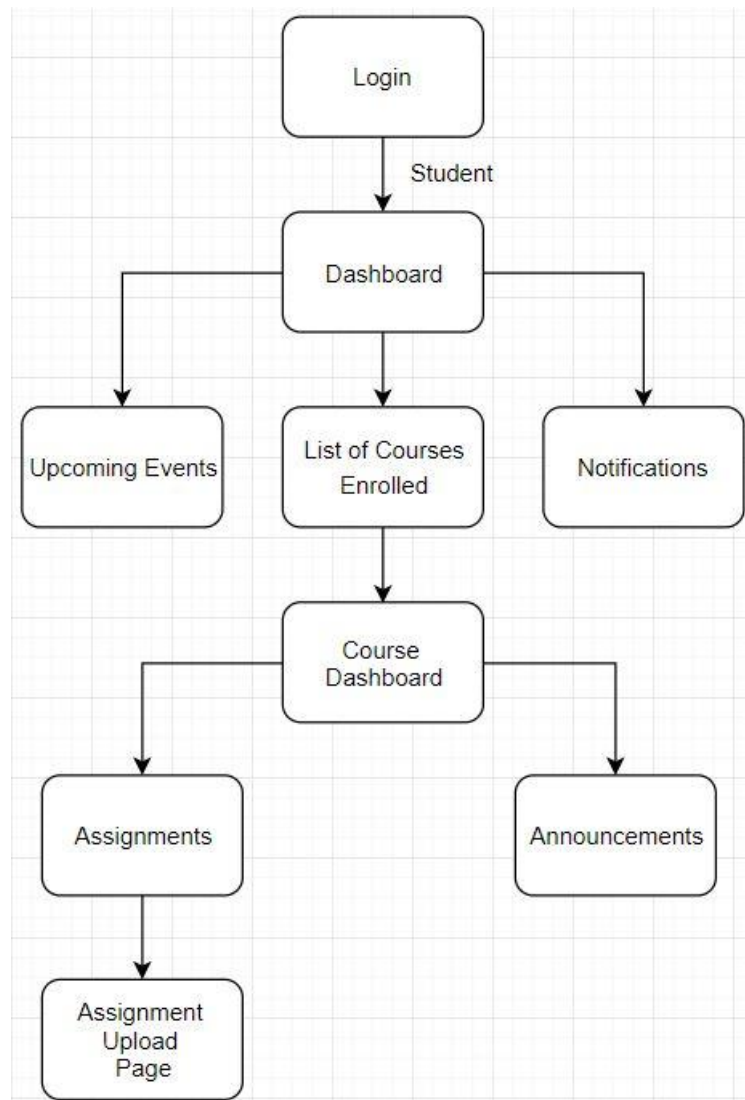 Login
Student
Dashboard
Upcoming Events
List of Courses
Enrolled
Notifications
Course
Dashboard
Assignments
Announcements
Assignment
Upload
Page